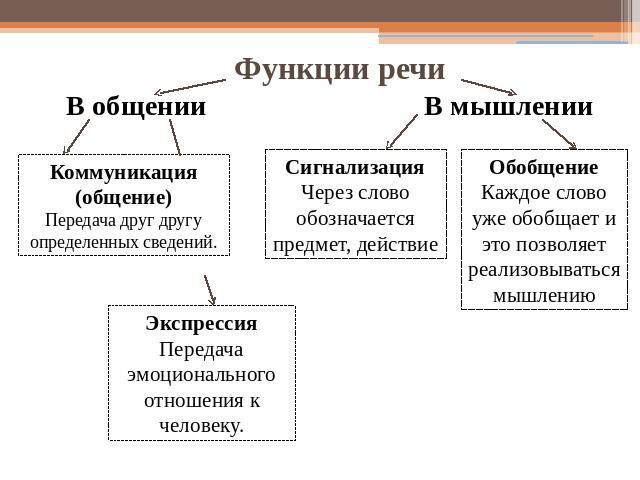 Функции речи
В общении
В мышлении
Коммуникация
(общение)
Передача друг другу
определенных сведений.
Сигнализация
Через слово
обозначается
предмет, действие
Обобщение
Каждое слово
уже обобщает и
это позволяет
реализовываться
мышлению
Экспрессия
Передача
эмоционального
отношения к
человеку.